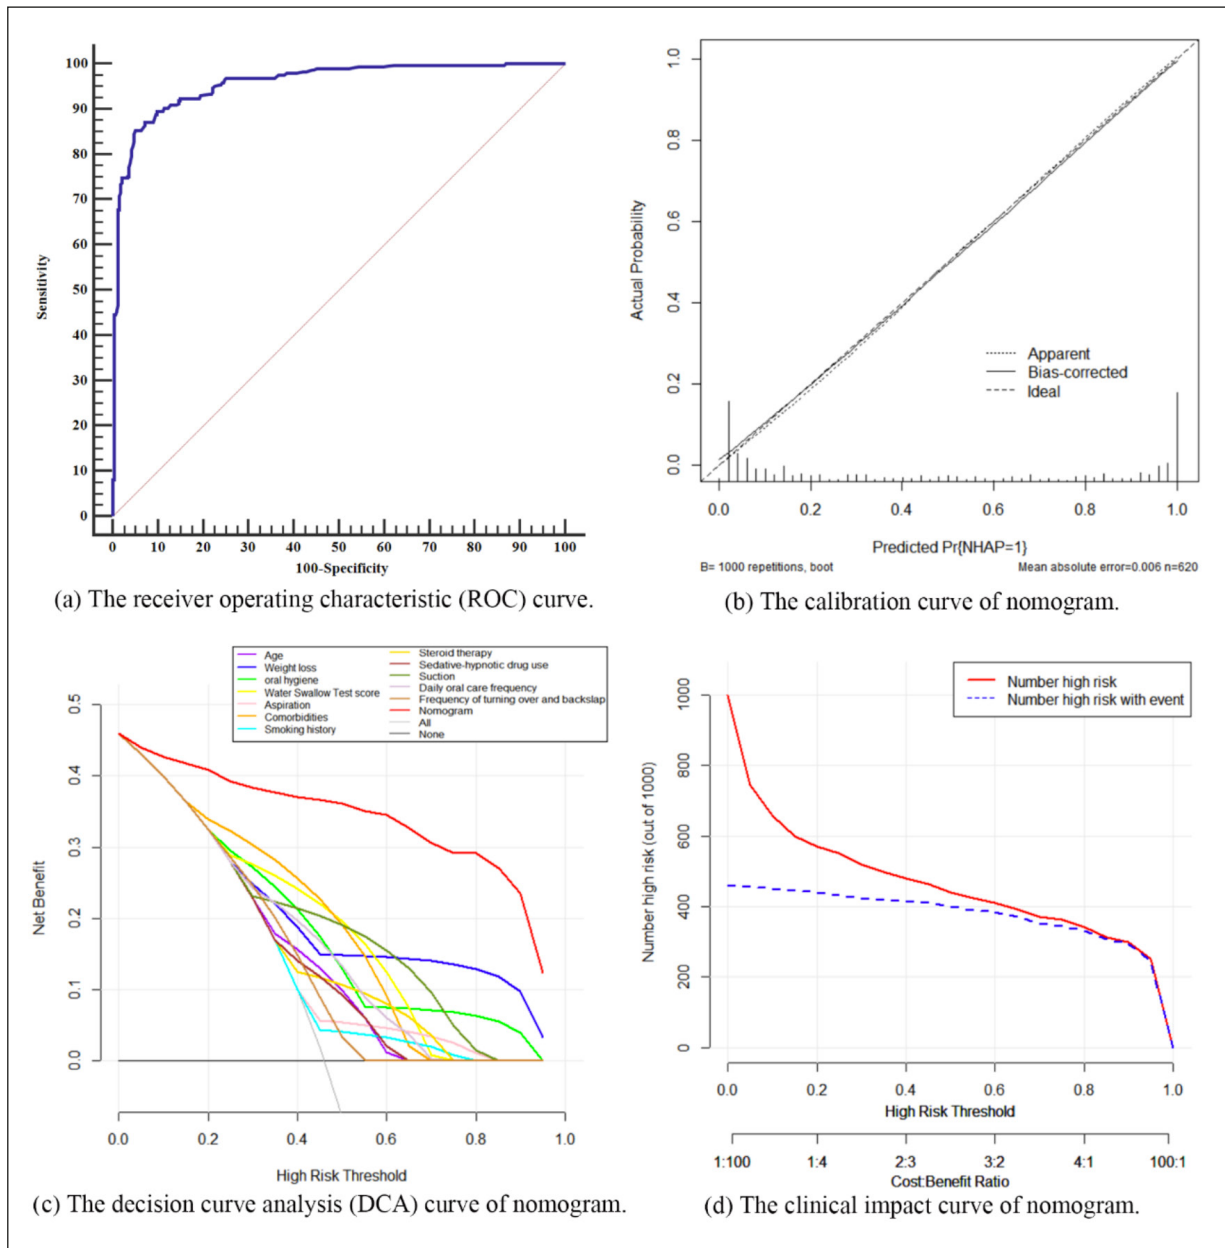 100
90
80
70
60
50
40
30
20
10
0
Sensitivity
0 10 20 30 40 50 60 70 80 90 100
100-Specificity
(a) The receiver operating characteristic (ROC) curve.
1.0
0.8
0.6
0.4
0.2
0.0
Actual Probability
Apparent
Bias-corrected
Ideal
0.0 0.2 0.4 0.6 0.8 1.0
Predicted Pr{NHAP=1}
B= 1000 repetitions, boot
Mean absolute error=0.006 n=620
(b) The calibration curve of nomogram.
Age
Weight loss
oral hygiene
Water Swallow Test score
Aspiration
Comorbidities
Smoking history
Steroid therapy
Sedative-hypnotic drug use
Suction
Daily oral care frequency
Frequency of turning over and backslap
Nomogram
All
None
0.5
0.4
0.3
0.2
0.1
0.0
Net Benefit
0.0 0.2 0.4 0.6 0.8 1.0
High Risk Threshold
(c) The decision curve analysis (DCA) curve of nomogram.
Number high risk
Number high risk with event
1000
800
600
400
200
0
Number high risk (out of 1000)
0.0 0.2 0.4 0.6 0.8 1.0
High Risk Threshold
1:100 1:4 2:3 3:2 4:1 100:1
Cost:Benefit Ratio
(d) The clinical impact curve of nomogram.